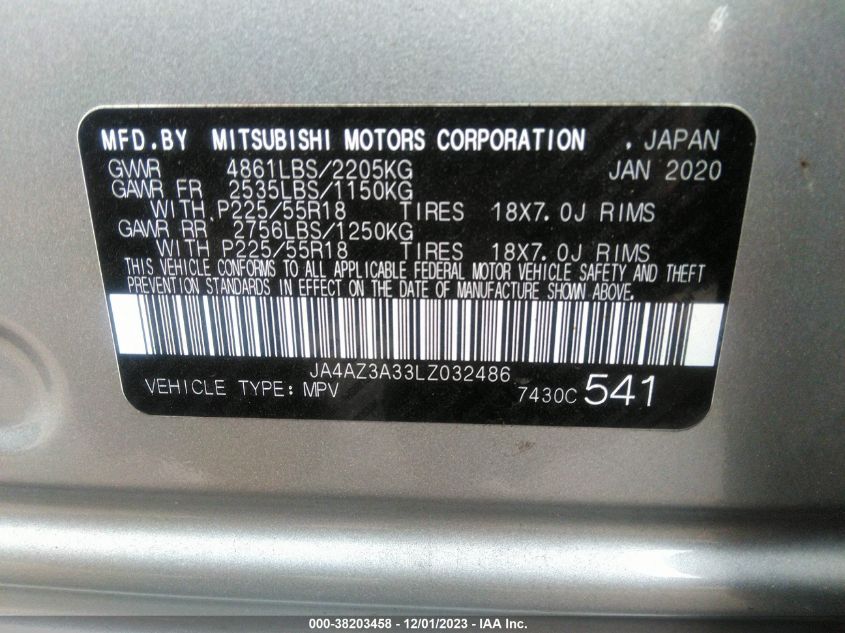 MFD.BY MITSUBISHI MOTORS CORPORATION . JAPAN
GVWR 4861LBS/2205KG JAN 2020
GAWR FR 2535LBS/1150KG
WITH P225/55R18 TIRES 18X7.0J RIMS
GAWR RR 2756LBS/1250KG
WITH P225/55R18 TIRES 18X7.0J RIMS
THIS VEHICLE CONFORMS TO ALL APPLICABLE FEDERAL MOTOR VEHICLE SAFETY AND THEFT
PREVENTION STANDARDS IN EFFECT ON THE DATE OF MANUFACTURE SHOWN ABOVE.
JA4AZ3A33LZ032486
VEHICLE TYPE: MPV 7430C 541
000-38203458 - 12/01/2023 - IAA Inc.